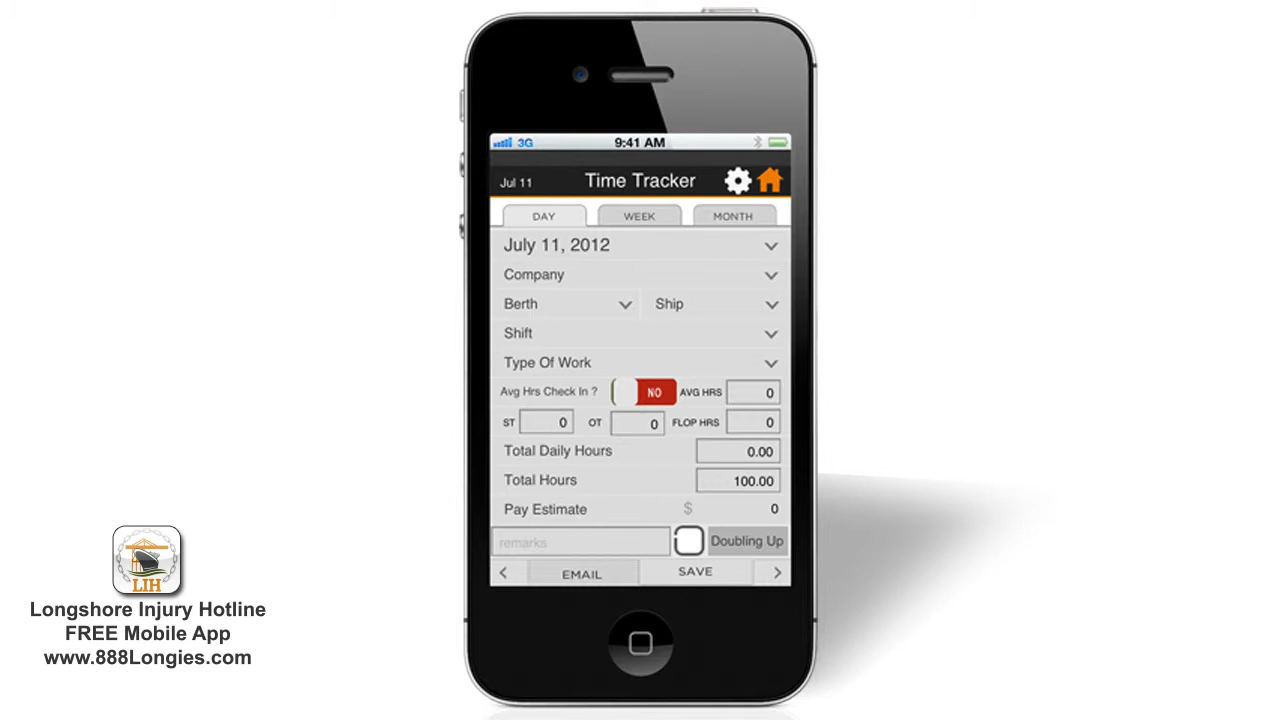 3G 9:41 AM
Jul 11 Time Tracker
DAY WEEK MONTH
July 11, 2012
Company
Berth Ship
Shift
Type Of Work
Avg Hrs Check In ? NO AVG HRS 0
ST 0 OT 0 FLOP HRS 0
Total Daily Hours 0.00
Total Hours 100.00
Pay Estimate $ 0
remarks Doubling Up
EMAIL SAVE
LIH
Longshore Injury Hotline
FREE Mobile App
www.888Longies.com